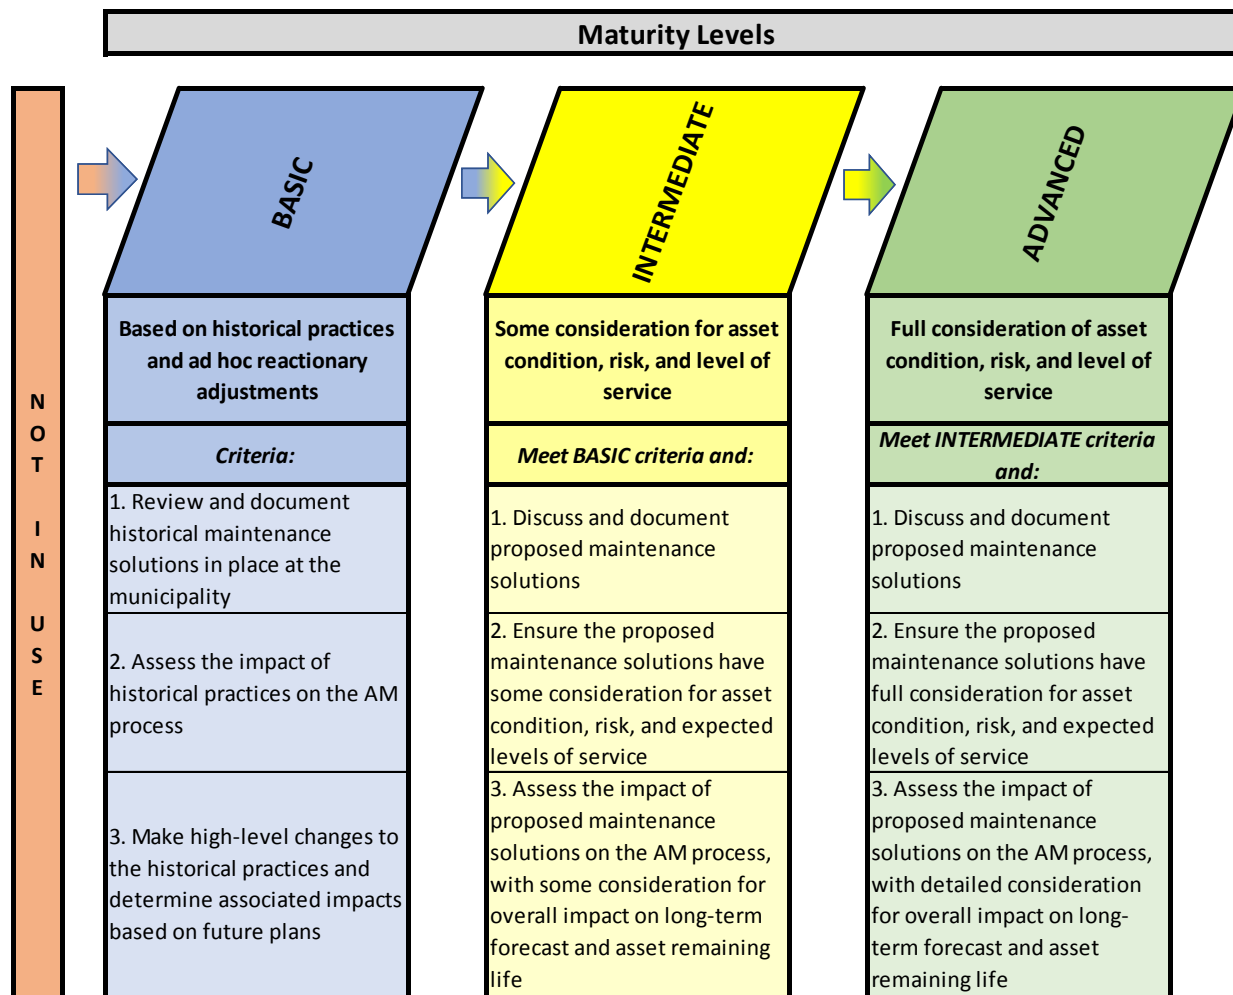 Maturity Levels
NOT IN USE
BASIC
Based on historical practices
and ad hoc reactionary
adjustments
Criteria:
1. Review and document
historical maintenance
solutions in place at the
municipality
2. Assess the impact of
historical practices on the AM
process
3. Make high-level changes to
the historical practices and
determine associated impacts
based on future plans
INTERMEDIATE
Some consideration for asset
condition, risk, and level of
service
Meet BASIC criteria and:
1. Discuss and document
proposed maintenance
solutions
2. Ensure the proposed
maintenance solutions have
some consideration for asset
condition, risk, and expected
levels of service
3. Assess the impact of
proposed maintenance
solutions on the AM process,
with some consideration for
overall impact on long-term
forecast and asset remaining
life
ADVANCED
Full consideration of asset
condition, risk, and level of
service
Meet INTERMEDIATE criteria
and:
1. Discuss and document
proposed maintenance
solutions
2. Ensure the proposed
maintenance solutions have
full consideration for asset
condition, risk, and expected
levels of service
3. Assess the impact of
proposed maintenance
solutions on the AM process,
with detailed consideration
for overall impact on long-
term forecast and asset
remaining life